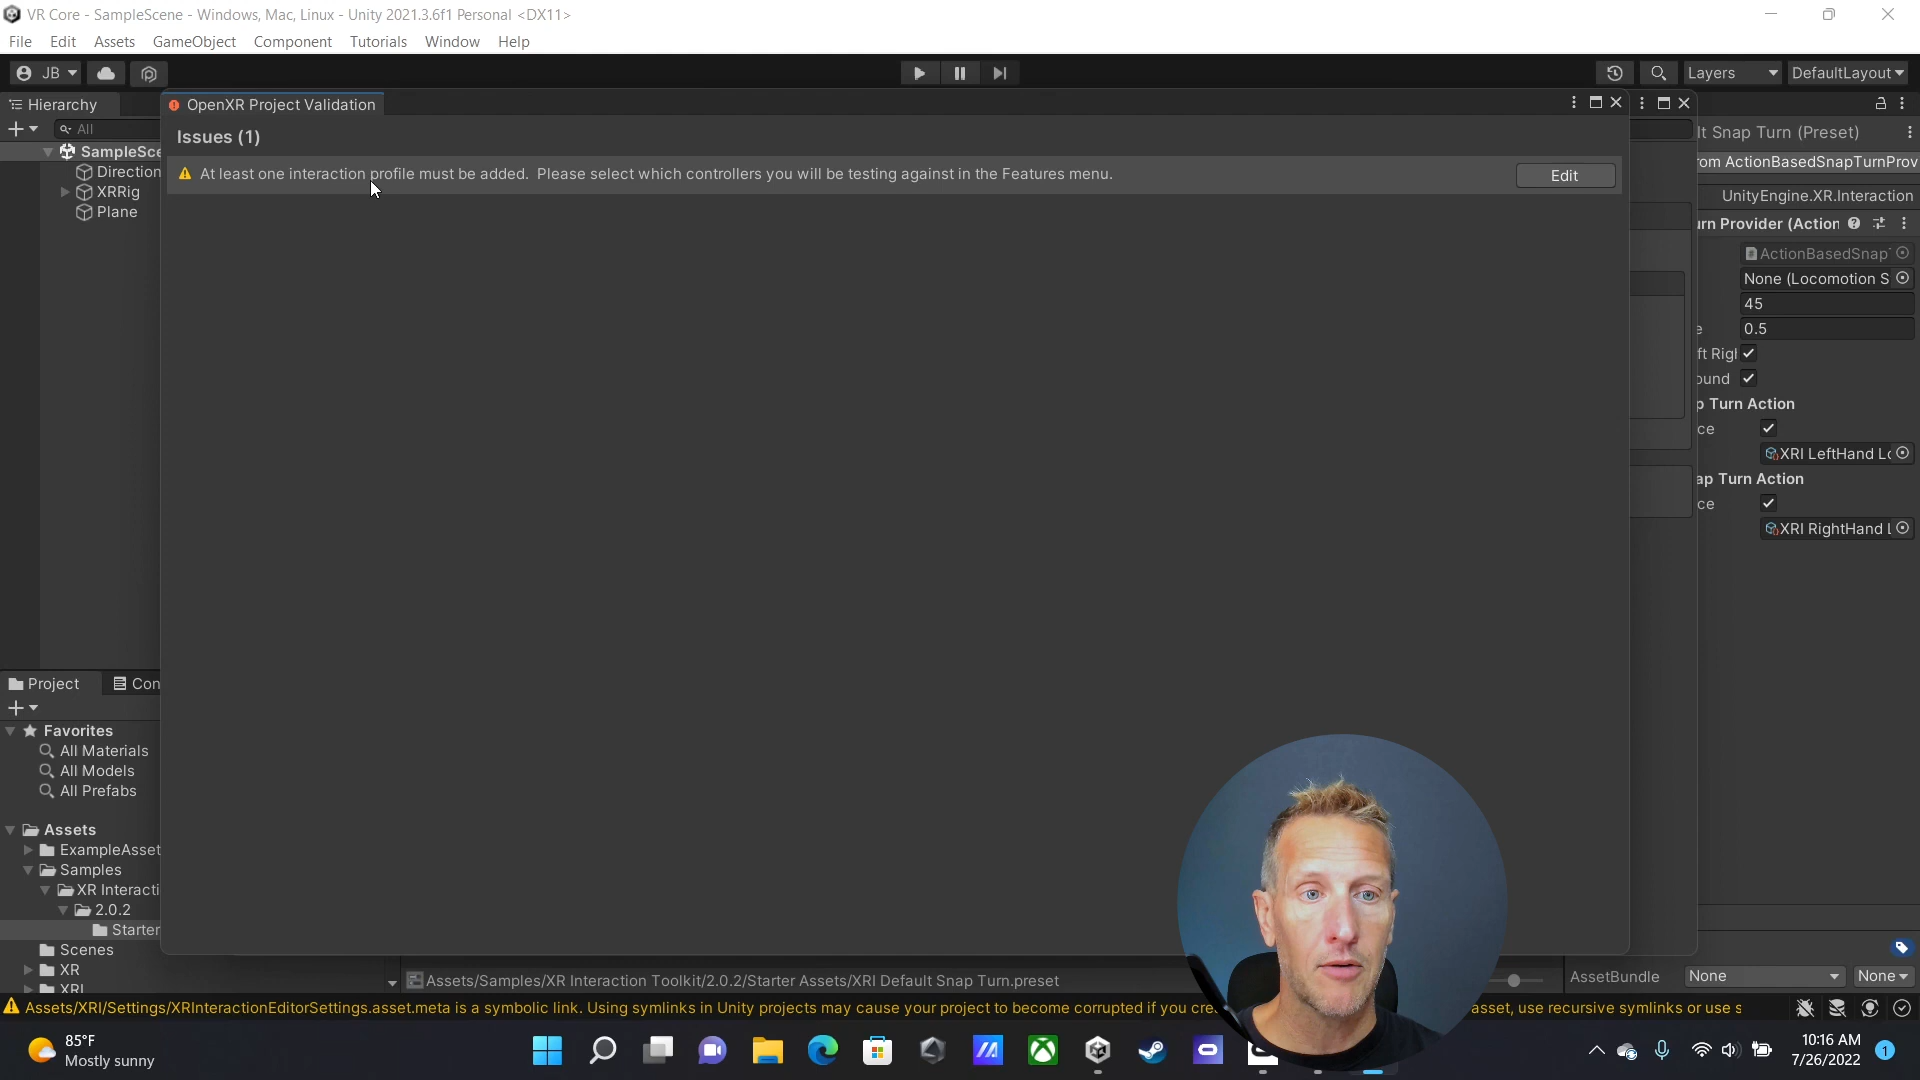 VR Core - SampleScene - Windows, Mac, Linux - Unity 2021.3.6f1 Personal <DX11>
File Edit Assets GameObject Component Tutorials Window Help
JB Layers DefaultLayout
Hierarchy
OpenXR Project Validation
All
Issues (1)
lt Snap Turn (Preset)
SampleSce
om ActionBasedSnapTurnProv
Direction
At least one interaction profile must be added. Please select which controllers you will be testing against in the Features menu.
Edit
XRRig
UnityEngine.XR.Interaction
Plane
urn Provider (Action
ActionBasedSnap
None (Locomotion S
45
e 0.5
ft Righ
ound
p Turn Action
ce
XRI LeftHand Lo
ap Turn Action
ce
XRI RightHand L
Project
Con
Favorites
All Materials
All Models
All Prefabs
Assets
ExampleAsset
Samples
XR Interacti
2.0.2
Starter
Scenes
XR
XRI
Assets/Samples/XR Interaction Toolkit/2.0.2/Starter Assets/XRI Default Snap Turn.preset
AssetBundle None None
Assets/XRI/Settings/XRInteractionEditorSettings.asset.meta is a symbolic link. Using symlinks in Unity projects may cause your project to become corrupted if you cre asset, use recursive symlinks or use s
85°F
Mostly sunny
10:16 AM
7/26/2022
1